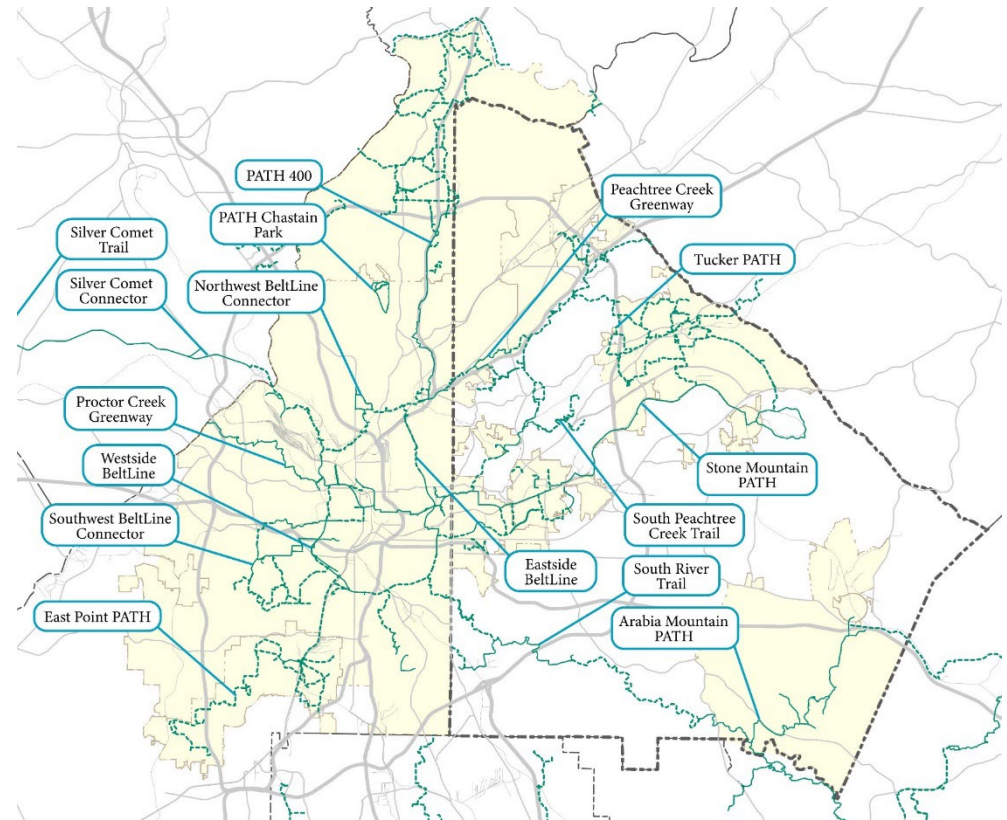 PATH 400
PATH Chastain
Park
Northwest BeltLine
Connector
Silver Comet
Trail
Silver Comet
Connector
Proctor Creek
Greenway
Westside
BeltLine
Southwest BeltLine
Connector
East Point PATH
Peachtree Creek
Greenway
Tucker PATH
Stone Mountain
PATH
South Peachtree
Creek Trail
Eastside
BeltLine
South River
Trail
Arabia Mountain
PATH